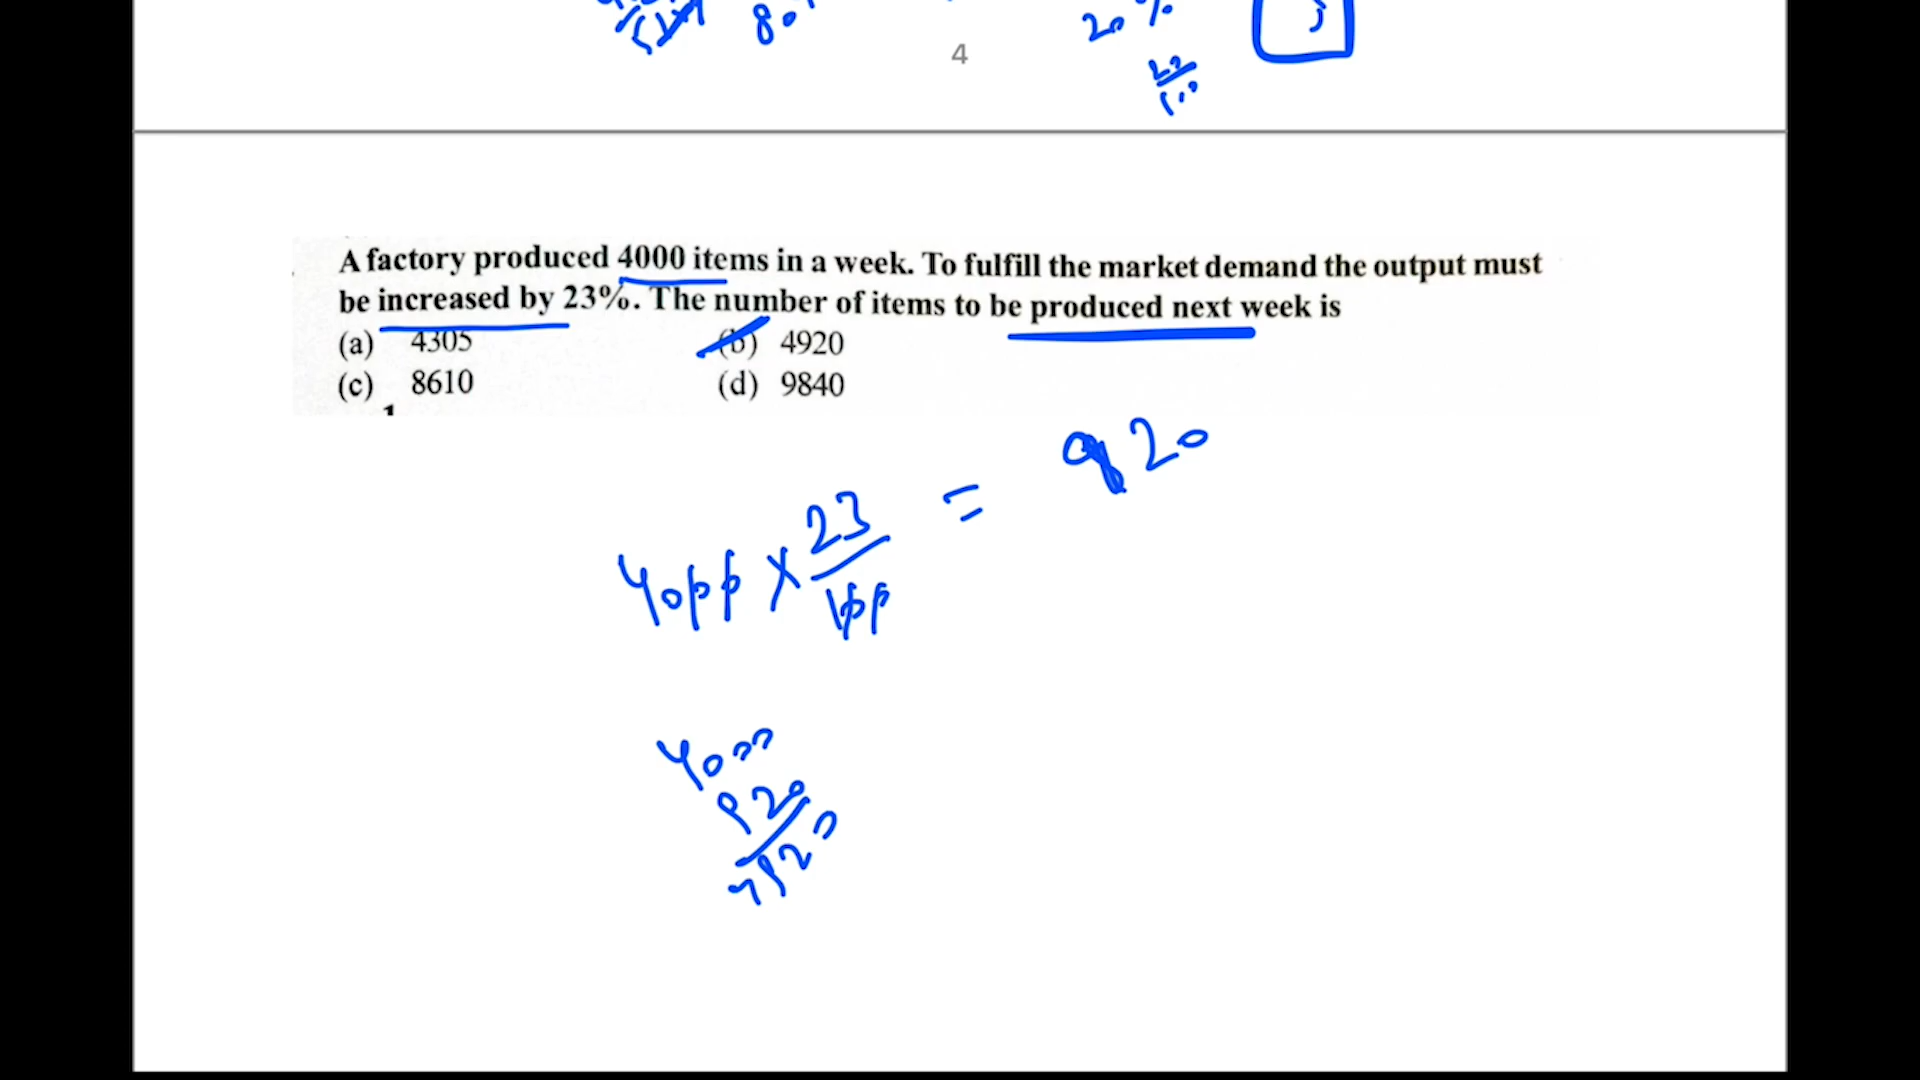 20%
4
A factory produced 4000 items in a week. To fulfill the market demand the output must
be increased by 23%. The number of items to be produced next week is
(a) 4305 (b) 4920
(c) 8610 (d) 9840
4000 × 23/100 = 920
4000
920
4920